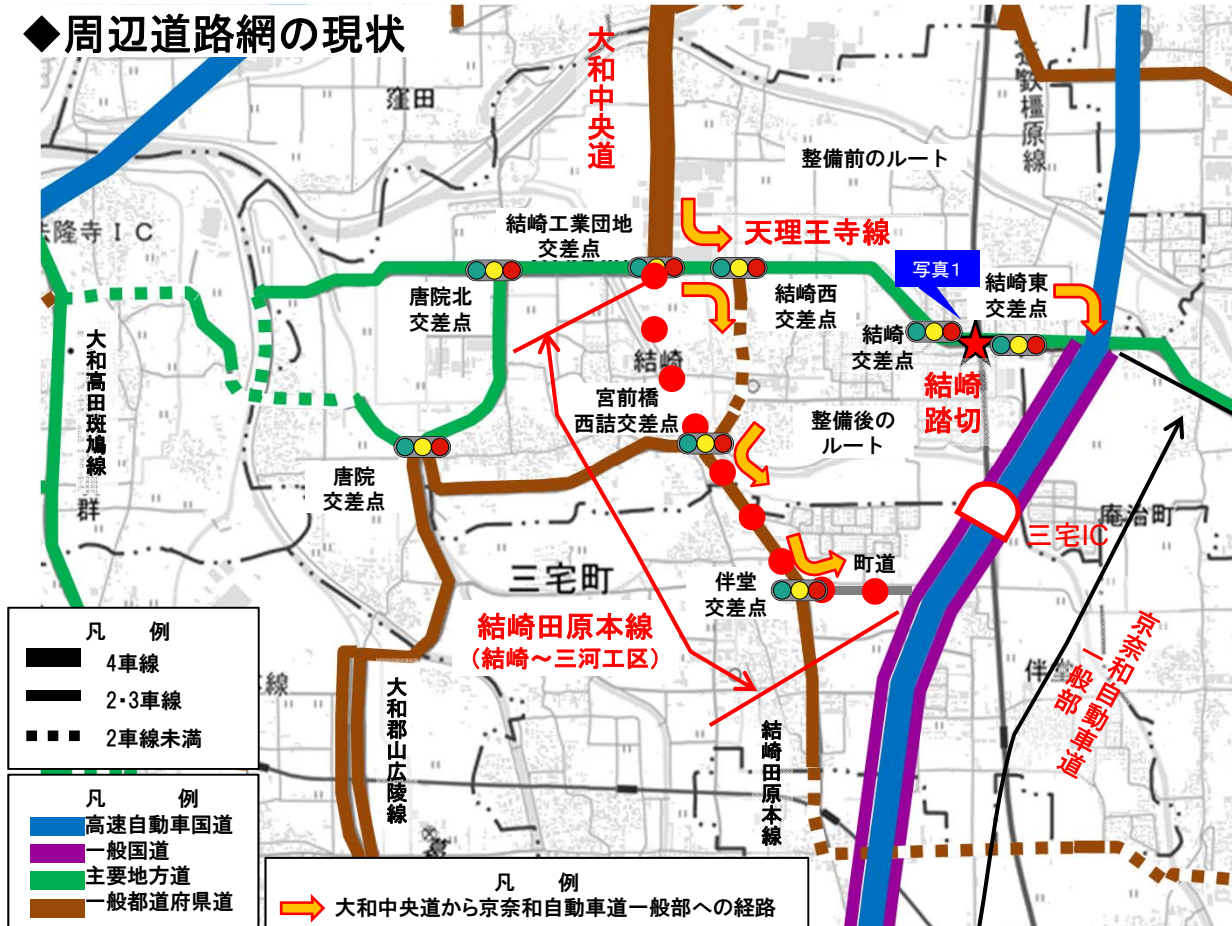 ◆周辺道路網の現状
大和中央道
窪田
近鉄橿原線
整備前のルート
結崎工業団地
交差点
天理王寺線
法隆寺IC
写真1
唐院北
交差点
結崎西
交差点
結崎東
交差点
結崎
交差点
大和高田斑鳩線
結崎
結崎
踏切
宮前橋
西詰交差点
整備後の
ルート
唐院
交差点
群
庵治町
三宅IC
三宅町
町道
伴堂
交差点
結崎田原本線
(結崎~三河工区)
京奈和自動車道
一般部
大和郡山広陵線
結崎田原本線
凡 例
4車線
2・3車線
2車線未満
凡 例
高速自動車国道
一般国道
主要地方道
一般都道府県道
凡 例
大和中央道から京奈和自動車道一般部への経路